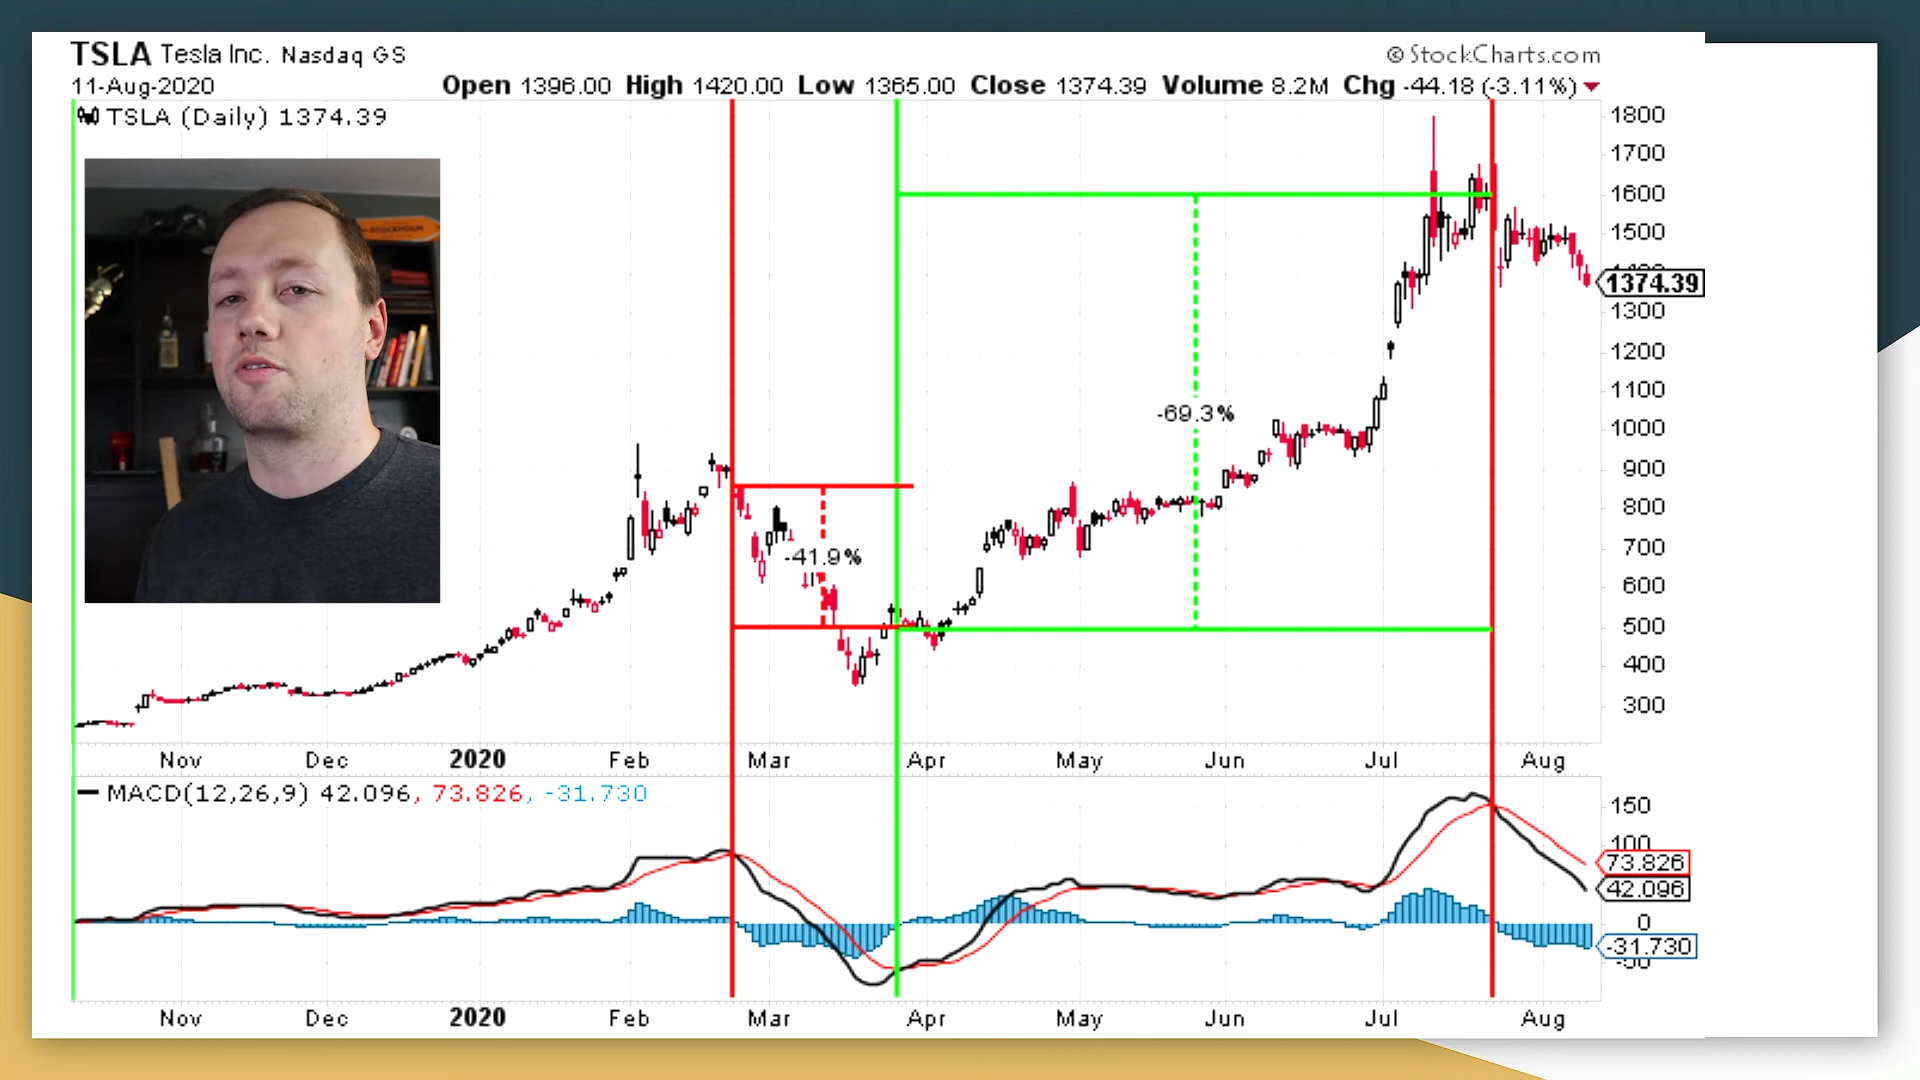 TSLA Tesla Inc. Nasdaq GS
© StockCharts.com
11-Aug-2020
Open 1396.00 High 1420.00 Low 1365.00 Close 1374.39 Volume 8.2M Chg -44.18 (-3.11%)
TSLA (Daily) 1374.39
1800
1700
1600
1500
1374.39
1300
1200
1100
1000
900
800
700
600
500
400
300
STOCKHOLM
-69.3%
-41.9%
Nov Dec 2020 Feb Mar Apr May Jun Jul Aug
MACD(12,26,9) 42.096, 73.826, -31.730
150
100
73.826
42.096
0
-31.730
-50
Nov Dec 2020 Feb Mar Apr May Jun Jul Aug